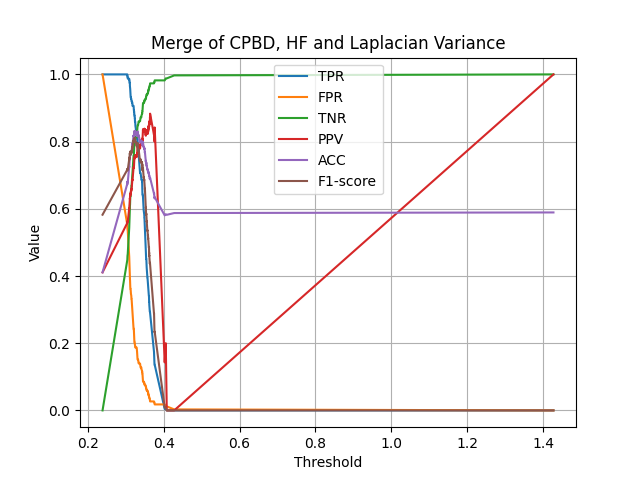 Merge of CPBD, HF and Laplacian Variance
1.0
0.8
0.6
0.4
0.2
0.0
Value
TPR
FPR
TNR
PPV
ACC
F1-score
0.2 0.4 0.6 0.8 1.0 1.2 1.4
Threshold